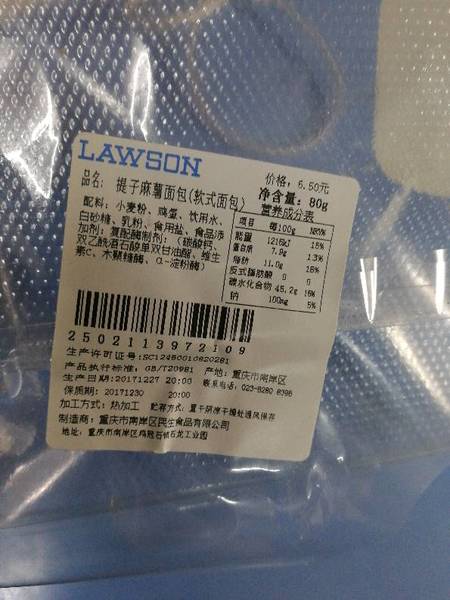 LAWSON
价格：6.50元
品名：提子麻薯面包(软式面包)
净含量：80g
配料：小麦粉、鸡蛋、饮用水、
白砂糖、乳粉、食用盐、食品添
加剂：复配酶制剂：（碳酸钙、
双乙酰酒石酸单双甘油酯、维生
素C、木聚糖酶、α-淀粉酶）
营养成分表
项目 每100g NRV%
能量 1216kJ 15%
蛋白质 7.9g 13%
脂肪 11.0g 18%
反式脂肪酸 0 0
碳水化合物 45.2g 15%
钠 100mg 5%
2502113972109
生产许可证号:SC12450010820281
产品执行标准：GB/T20981
产地：重庆市南岸区
生产日期:20171227 20:00
联系电话：023-6280 8398
保质期：20171230 20:00
加工方式：热加工 贮存方式：置于阴凉干燥处通风保存
制造商：重庆市南岸区民生食品有限公司
地址：重庆市南岸区鸡冠石镇石龙工业园